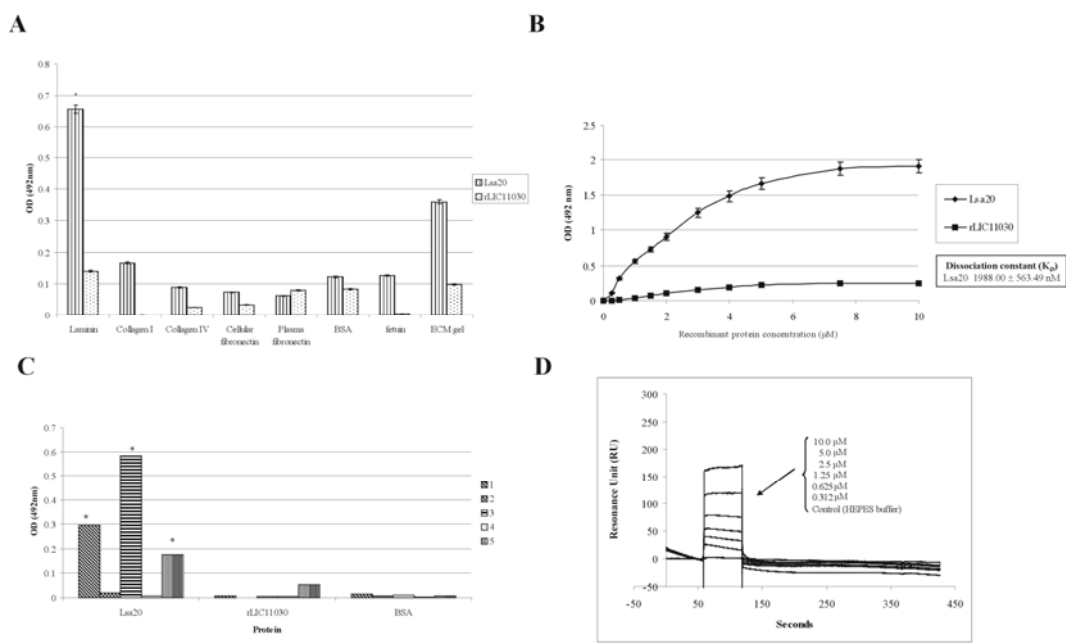 A
0.8
0.7
0.6
0.5
0.4
0.3
0.2
0.1
0
OD (492nm)
*
Lsa20
rLIC11030
Laminin
Collagen I
Collagen IV
Cellular fibronectin
Plasma fibronectin
BSA
fetuin
ECM gel
B
2.5
2
1.5
1
0.5
0
OD (492 nm)
0
2
4
6
8
10
Recombinant protein concentration (µM)
Lsa20
rLIC11030
Dissociation constant (KD)
Lsa20 1988.00 ± 563.49 nM
C
0.8
0.7
0.6
0.5
0.4
0.3
0.2
0.1
0
OD (492nm)
*
*
*
1
2
3
4
5
Lsa20
rLIC11030
BSA
Protein
D
300
250
200
150
100
50
0
-50
Resonance Unit (RU)
10.0 µM
5.0 µM
2.5 µM
1.25 µM
0.625 µM
0.312 µM
Control (HEPES buffer)
-50
50
150
250
350
450
Seconds